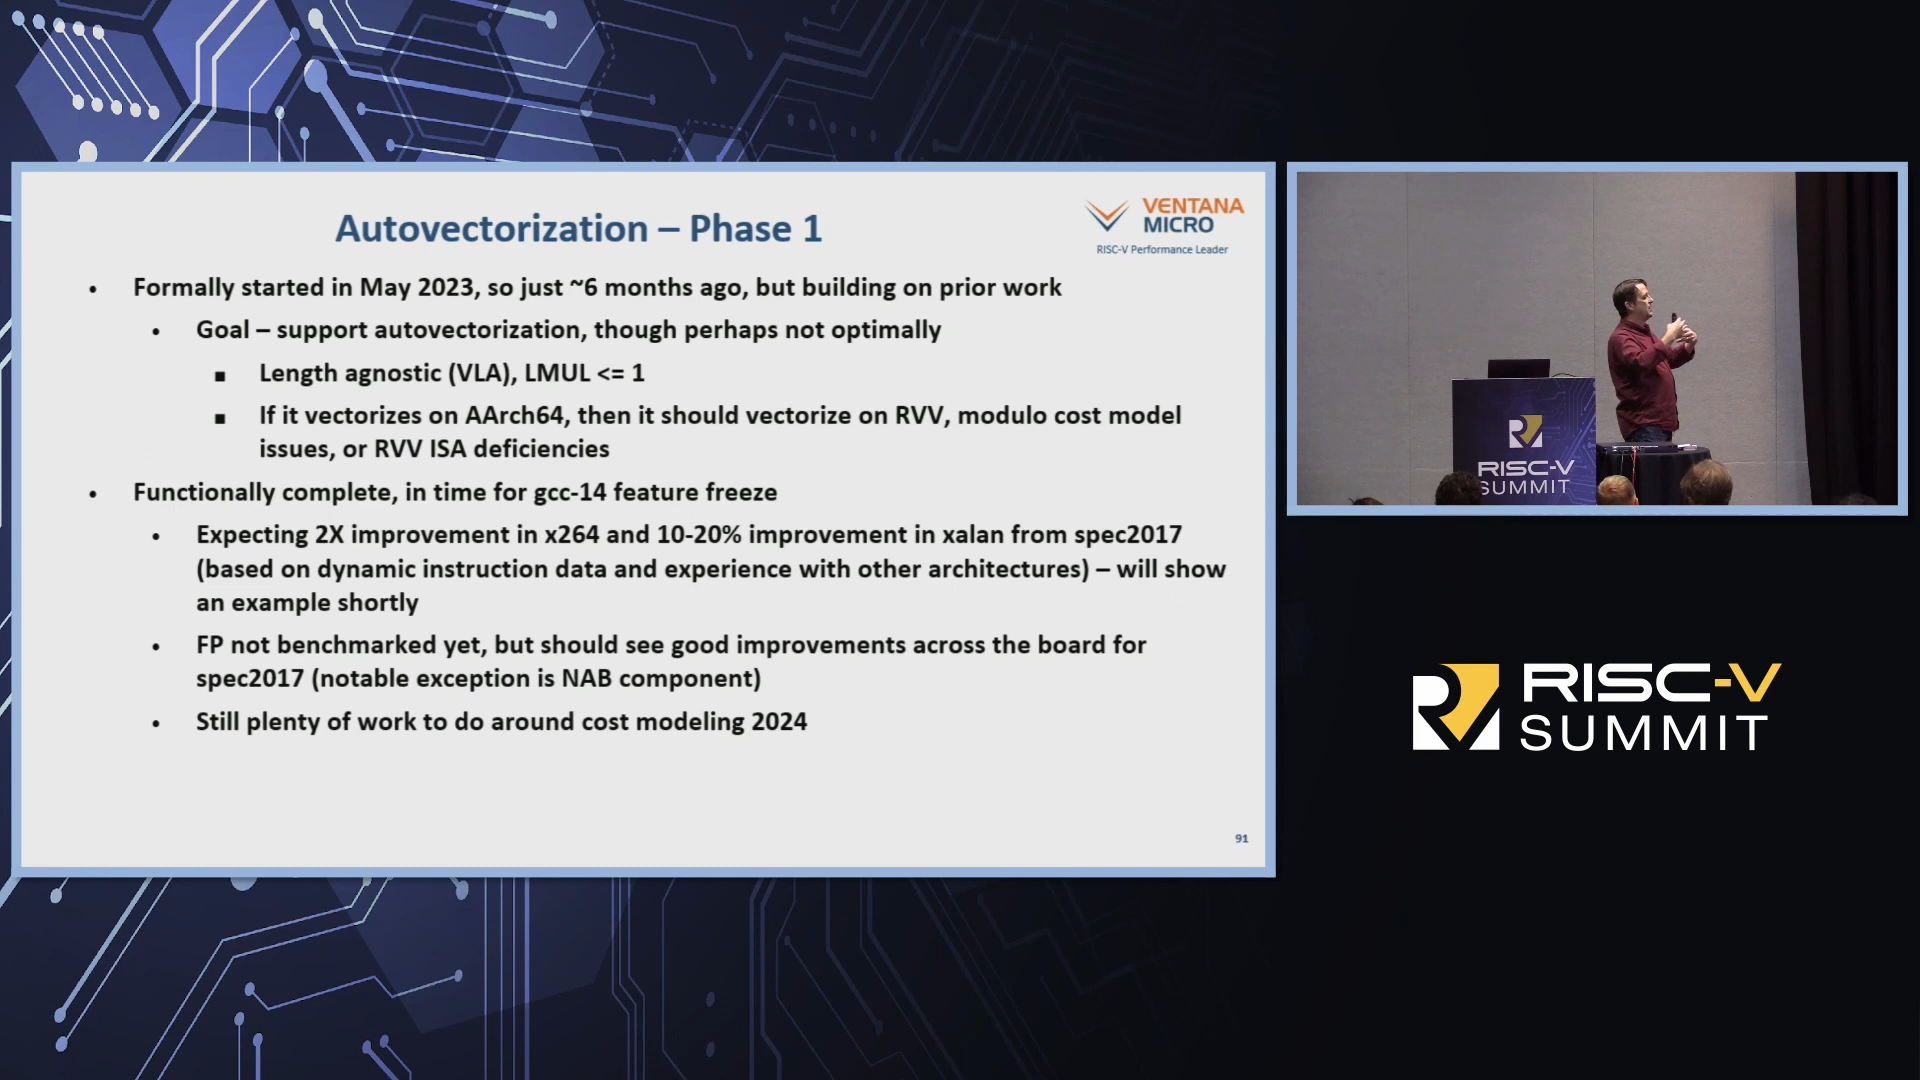 Autovectorization – Phase 1
VENTANA
MICRO
RISC-V Performance Leader
• Formally started in May 2023, so just ~6 months ago, but building on prior work
• Goal – support autovectorization, though perhaps not optimally
▪ Length agnostic (VLA), LMUL <= 1
▪ If it vectorizes on AArch64, then it should vectorize on RVV, modulo cost model
issues, or RVV ISA deficiencies
• Functionally complete, in time for gcc-14 feature freeze
• Expecting 2X improvement in x264 and 10-20% improvement in xalan from spec2017
(based on dynamic instruction data and experience with other architectures) – will show
an example shortly
• FP not benchmarked yet, but should see good improvements across the board for
spec2017 (notable exception is NAB component)
• Still plenty of work to do around cost modeling 2024
91
RISC-V
SUMMIT
RISC-V
SUMMIT